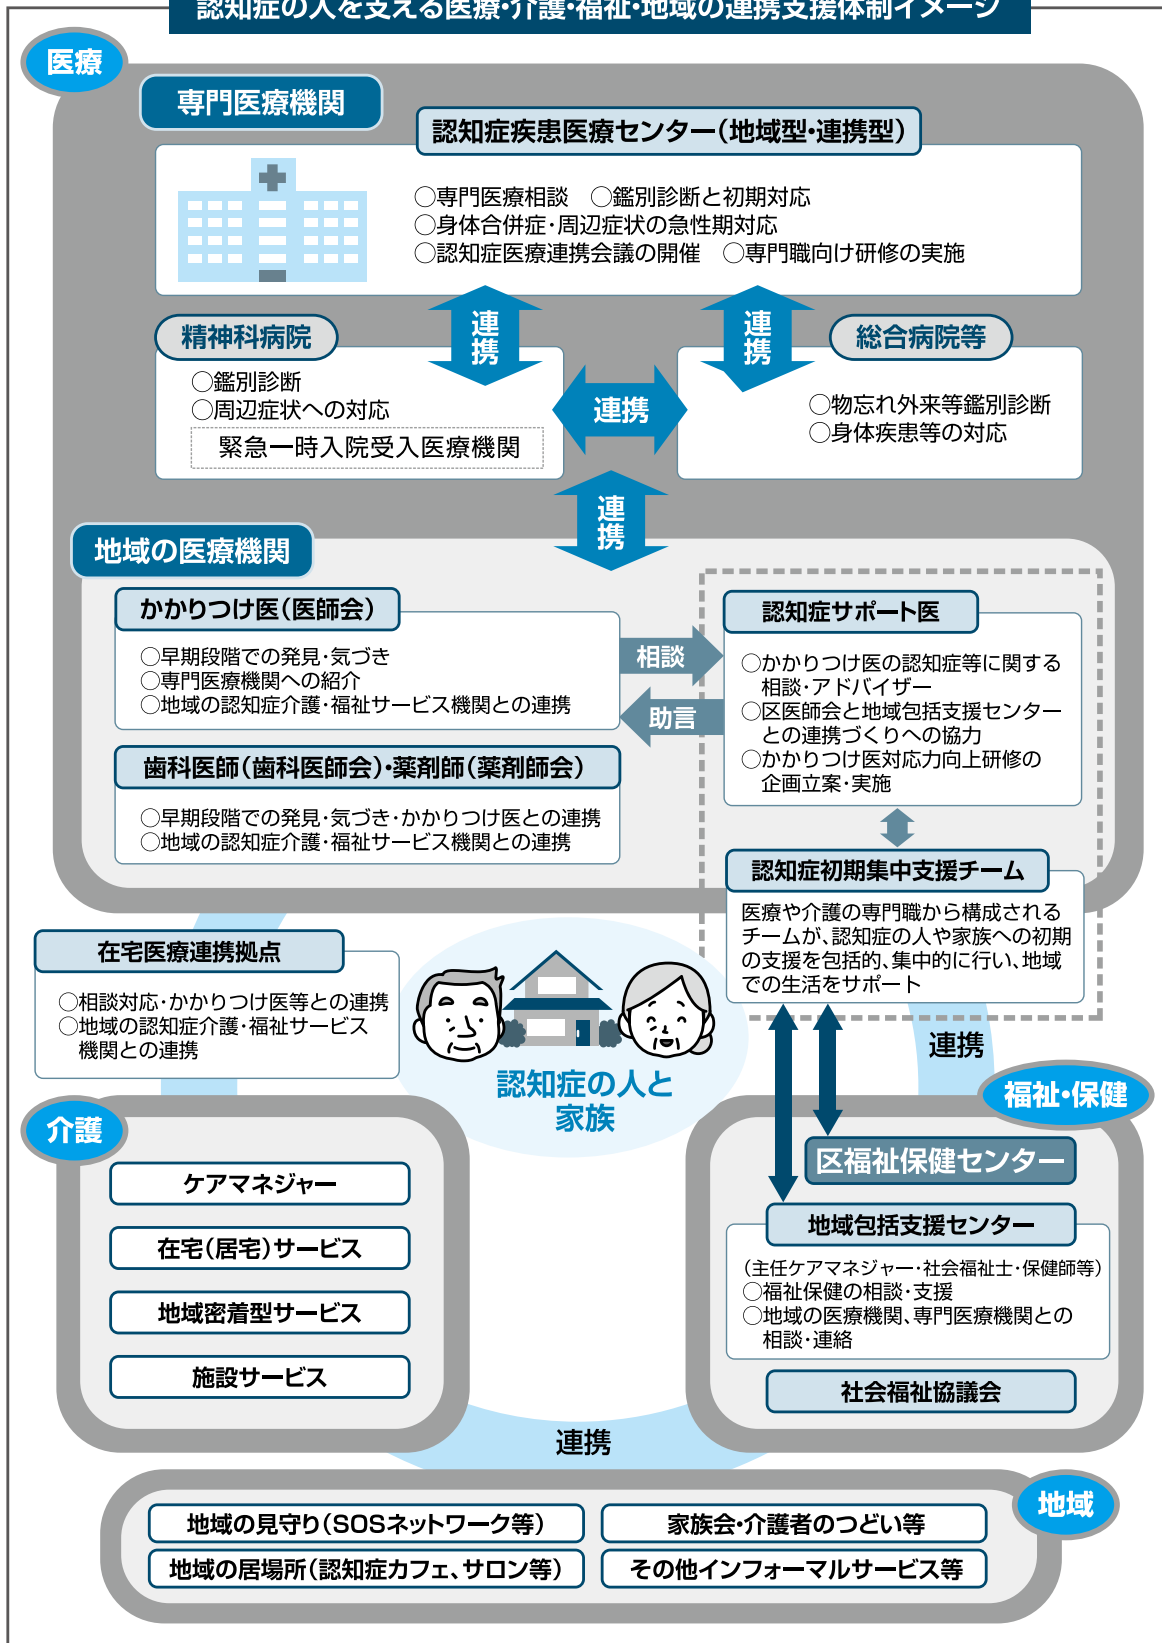 認知症の人を支える医療・介護・福祉・地域の連携支援体制イメージ
医療
専門医療機関
認知症疾患医療センター（地域型・連携型）
○専門医療相談　○鑑別診断と初期対応
○身体合併症・周辺症状の急性期対応
○認知症医療連携会議の開催　○専門職向け研修の実施
連携
連携
精神科病院
○鑑別診断
○周辺症状への対応
緊急一時入院受入医療機関
連携
総合病院等
○物忘れ外来等鑑別診断
○身体疾患等の対応
連携
地域の医療機関
かかりつけ医（医師会）
○早期段階での発見・気づき
○専門医療機関への紹介
○地域の認知症介護・福祉サービス機関との連携
相談
助言
歯科医師（歯科医師会）・薬剤師（薬剤師会）
○早期段階での発見・気づき・かかりつけ医との連携
○地域の認知症介護・福祉サービス機関との連携
認知症サポート医
○かかりつけ医の認知症等に関する
相談・アドバイザー
○区医師会と地域包括支援センター
との連携づくりへの協力
○かかりつけ医対応力向上研修の
企画立案・実施
認知症初期集中支援チーム
医療や介護の専門職から構成される
チームが、認知症の人や家族への初期
の支援を包括的、集中的に行い、地域
での生活をサポート
在宅医療連携拠点
○相談対応・かかりつけ医等との連携
○地域の認知症介護・福祉サービス
機関との連携
認知症の人と
家族
連携
介護
ケアマネジャー
在宅（居宅）サービス
地域密着型サービス
施設サービス
福祉・保健
区福祉保健センター
地域包括支援センター
（主任ケアマネジャー・社会福祉士・保健師等）
○福祉保健の相談・支援
○地域の医療機関、専門医療機関との
相談・連絡
社会福祉協議会
連携
地域
地域の見守り（SOSネットワーク等）
家族会・介護者のつどい等
地域の居場所（認知症カフェ、サロン等）
その他インフォーマルサービス等